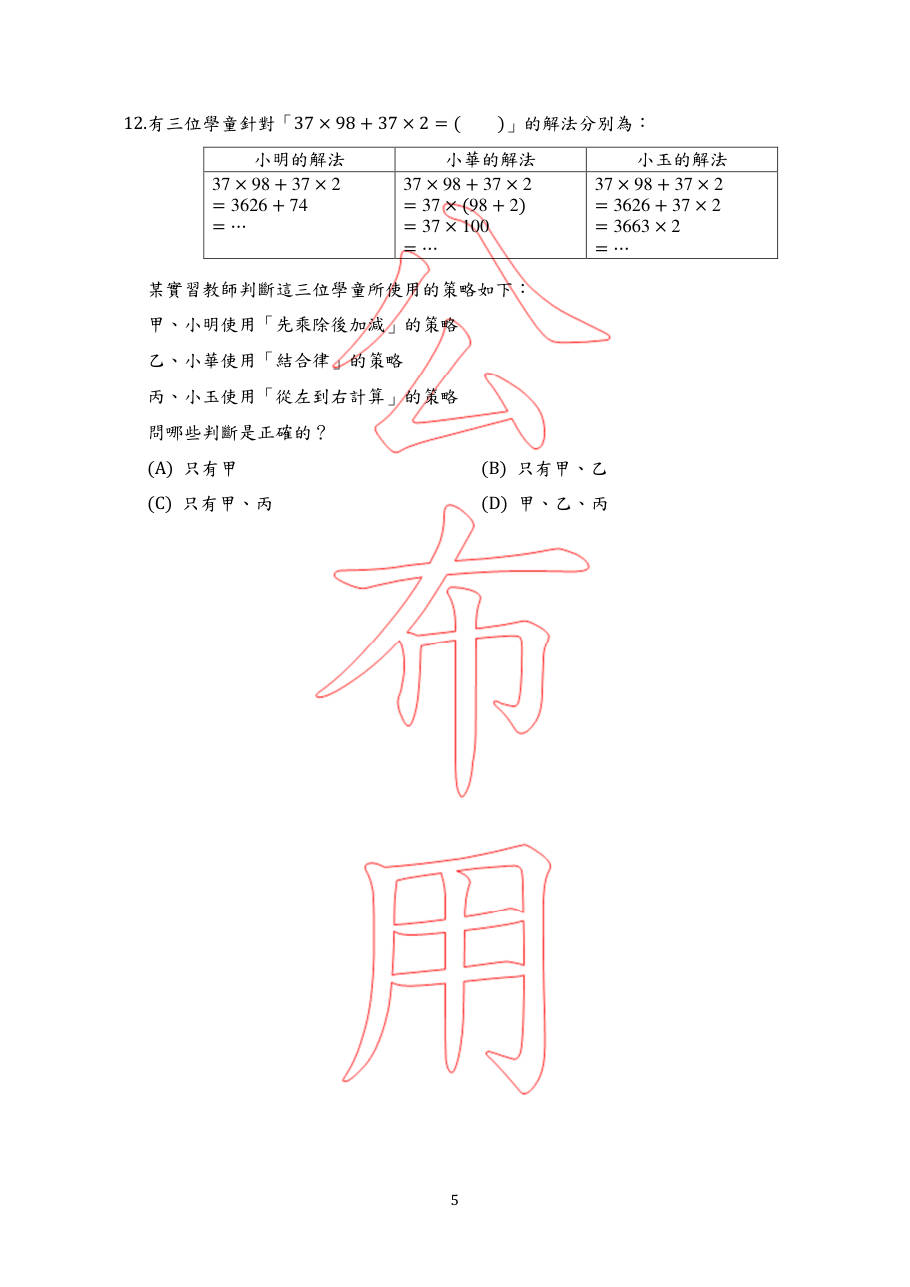 12.有三位學童針對「37 × 98 + 37 × 2 = (　　)」的解法分別為：
小明的解法 小華的解法 小玉的解法
37 × 98 + 37 × 2 37 × 98 + 37 × 2 37 × 98 + 37 × 2
= 3626 + 74 = 37 × (98 + 2) = 3626 + 37 × 2
= ⋯ = 37 × 100 = 3663 × 2
= ⋯ = ⋯
某實習教師判斷這三位學童所使用的策略如下：
甲、小明使用「先乘除後加減」的策略
乙、小華使用「結合律」的策略
丙、小玉使用「從左到右計算」的策略
問哪些判斷是正確的？
(A) 只有甲 (B) 只有甲、乙
(C) 只有甲、丙 (D) 甲、乙、丙
公
布
用
5